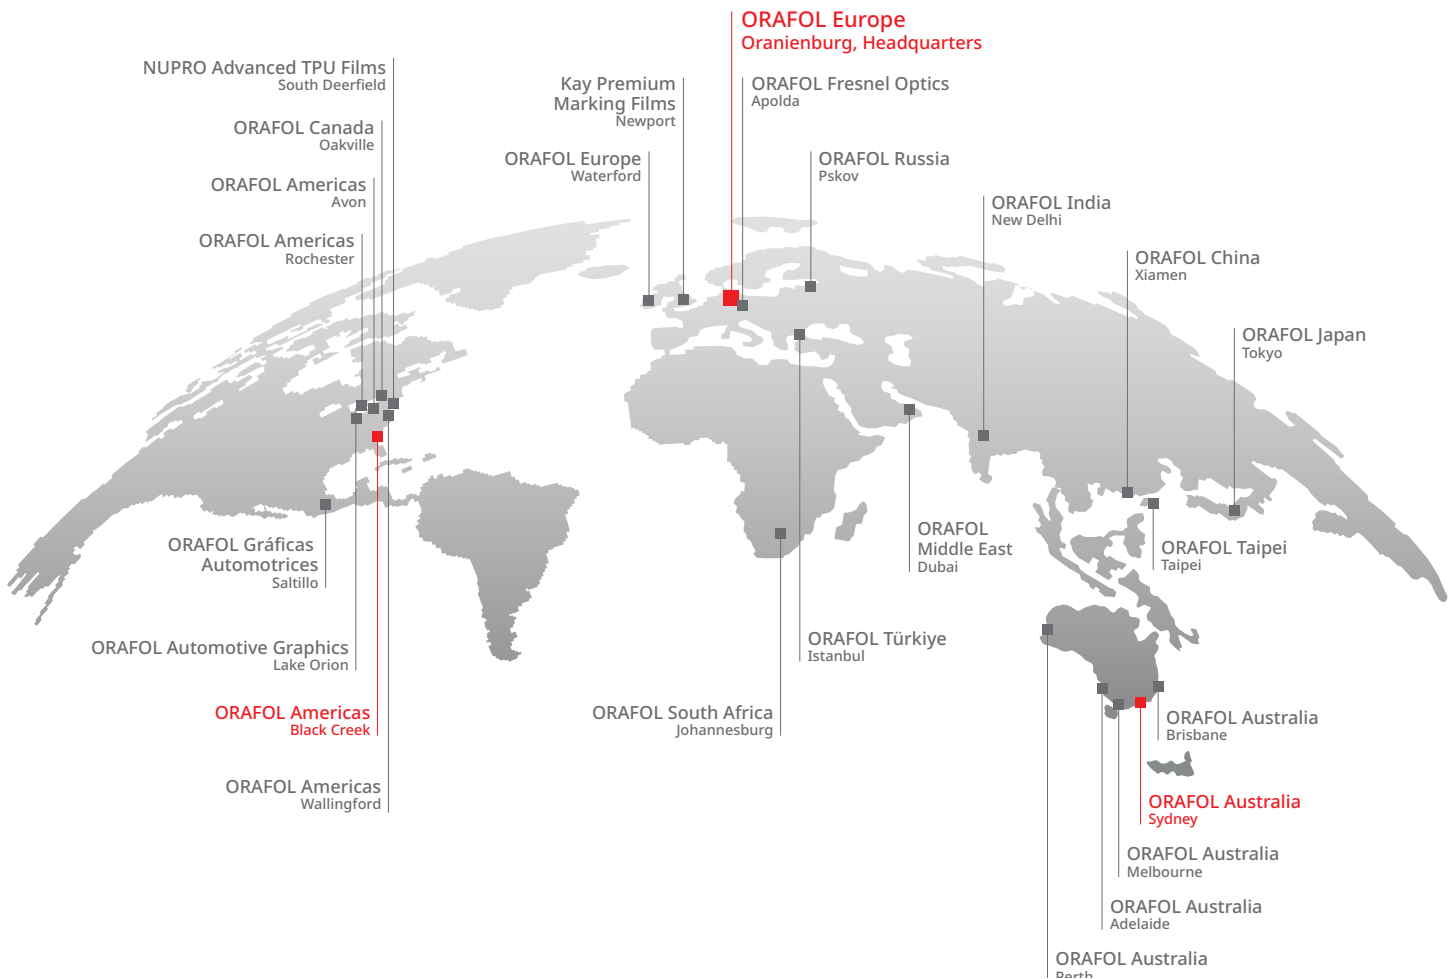 ORAFOL Europe
Oranienburg, Headquarters
NUPRO Advanced TPU Films
South Deerfield
Kay Premium
Marking Films
Newport
ORAFOL Fresnel Optics
Apolda
ORAFOL Canada
Oakville
ORAFOL Europe
Waterford
ORAFOL Russia
Pskov
ORAFOL Americas
Avon
ORAFOL India
New Delhi
ORAFOL Americas
Rochester
ORAFOL China
Xiamen
ORAFOL Japan
Tokyo
ORAFOL Gráficas
Automotrices
Saltillo
ORAFOL
Middle East
Dubai
ORAFOL Taipei
Taipei
ORAFOL Automotive Graphics
Lake Orion
ORAFOL Türkiye
Istanbul
ORAFOL Americas
Black Creek
ORAFOL South Africa
Johannesburg
ORAFOL Australia
Brisbane
ORAFOL Americas
Wallingford
ORAFOL Australia
Sydney
ORAFOL Australia
Melbourne
ORAFOL Australia
Adelaide
ORAFOL Australia
Perth